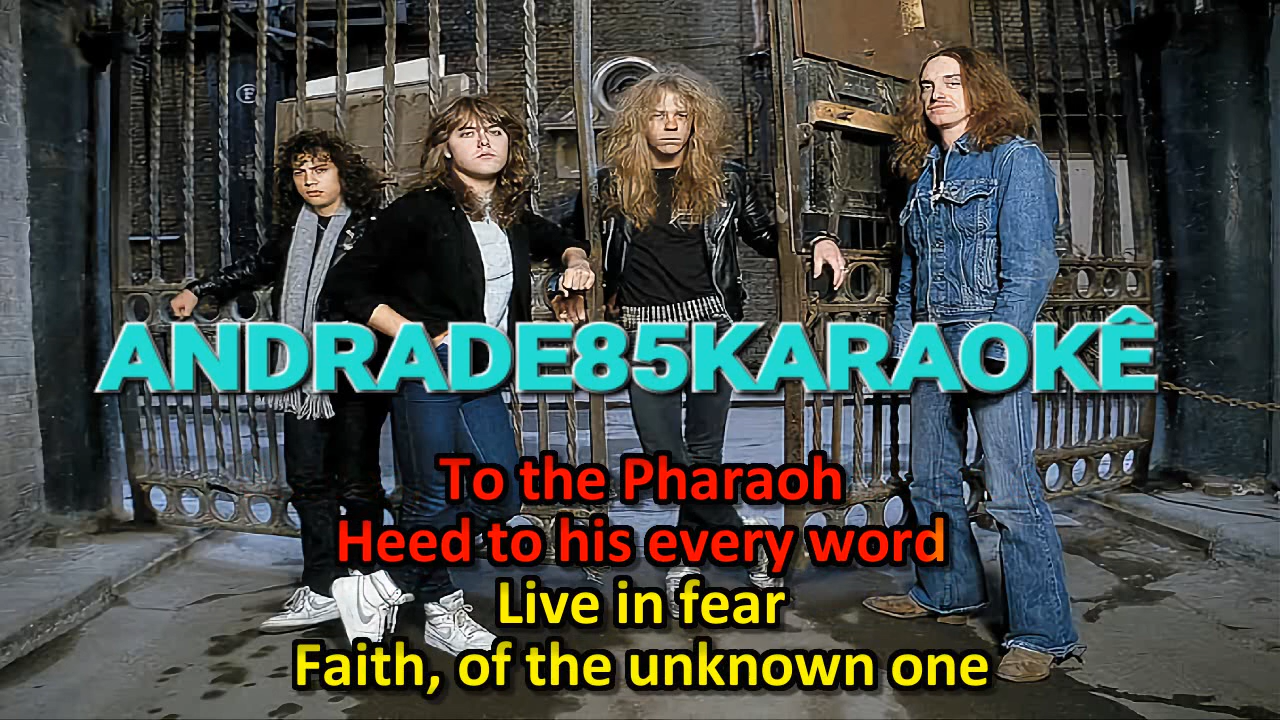 ANDRADE85KARAOKÊ
To the Pharaoh
Heed to his every word
Live in fear
Faith, of the unknown one